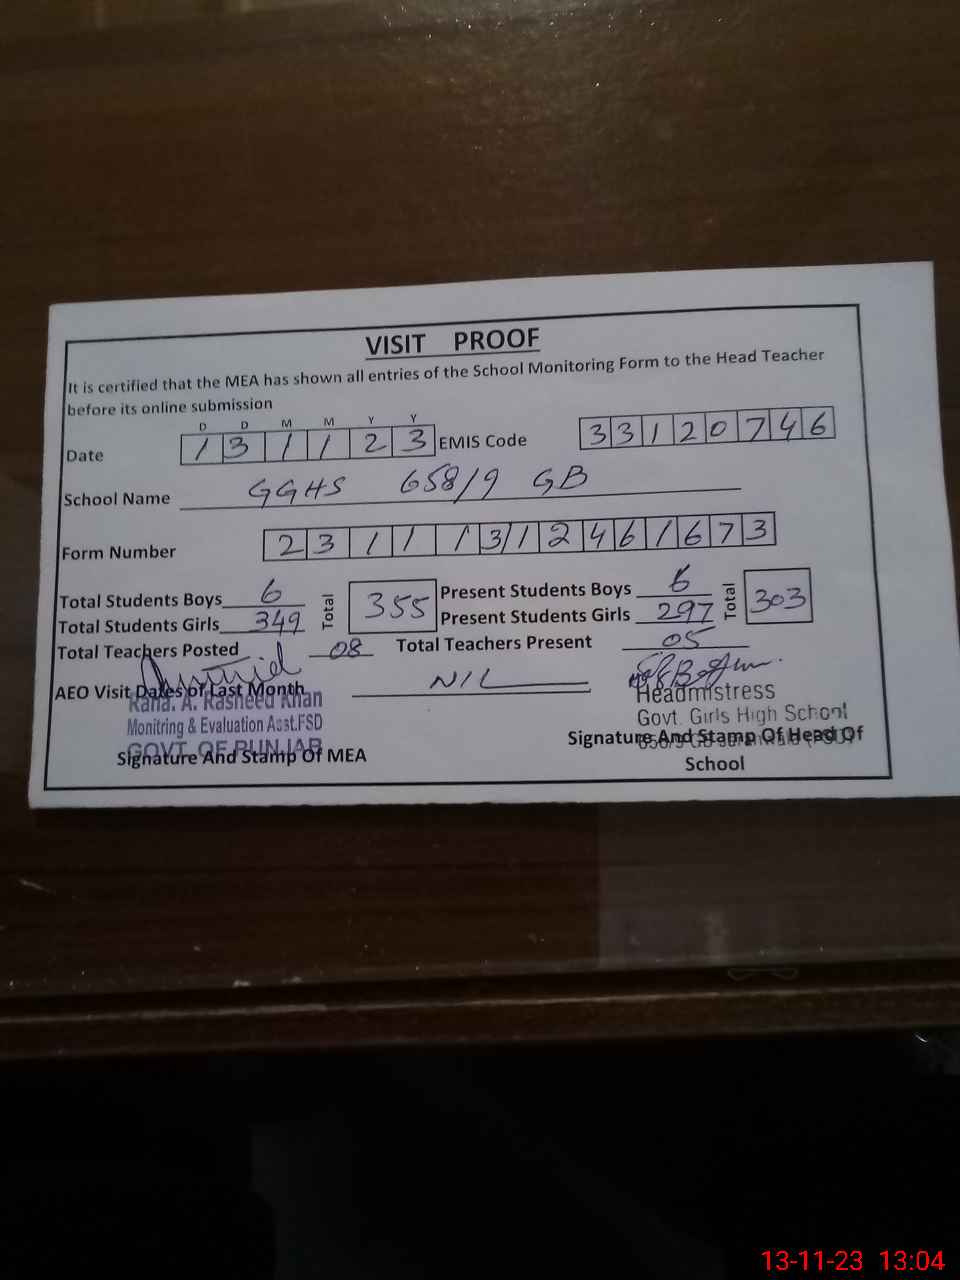 VISIT PROOF
It is certified that the MEA has shown all entries of the School Monitoring Form to the Head Teacher
before its online submission
D D M M Y Y
Date 1 3 1 1 2 3 EMIS Code 3 3 1 2 0 7 4 6
School Name GGHS 658/9 GB
Form Number 2 3 1 1 1 3 1 2 4 6 1 6 7 3
Total Students Boys 6 Total 355 Present Students Boys 6 Total 303
Total Students Girls 349 Present Students Girls 297
Total Teachers Posted 08 Total Teachers Present 05
AEO Visit Dates of Last Month NIL
Rana. A. Rasheed Khan
Monitring & Evaluation Asst.FSD
GOVT. OF PUNJAB
Signature And Stamp Of MEA
Headmistress
Govt. Girls High School
Signature And Stamp Of Head Of
School
13-11-23 13:04